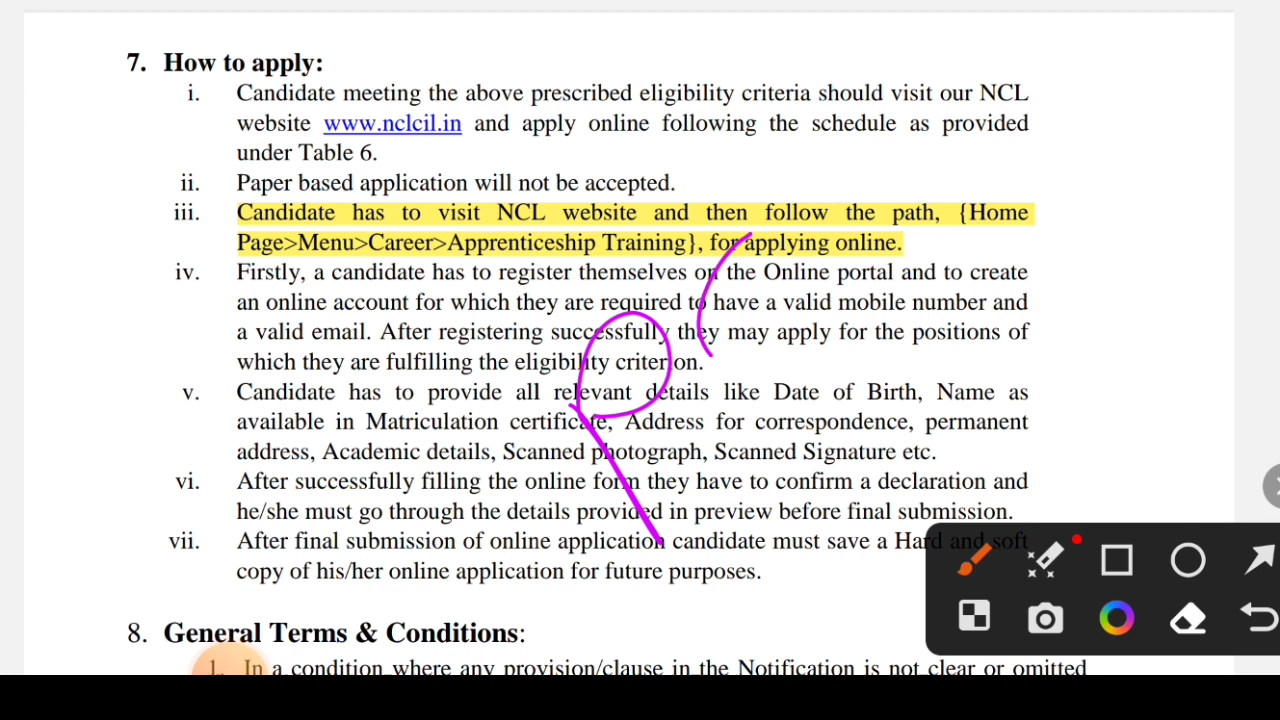 7. How to apply:
i. Candidate meeting the above prescribed eligibility criteria should visit our NCL
website www.nclcil.in and apply online following the schedule as provided
under Table 6.
ii. Paper based application will not be accepted.
iii. Candidate has to visit NCL website and then follow the path, {Home
Page>Menu>Career>Apprenticeship Training}, for applying online.
iv. Firstly, a candidate has to register themselves on the Online portal and to create
an online account for which they are required to have a valid mobile number and
a valid email. After registering successfully they may apply for the positions of
which they are fulfilling the eligibility criterion.
v. Candidate has to provide all relevant details like Date of Birth, Name as
available in Matriculation certificate, Address for correspondence, permanent
address, Academic details, Scanned photograph, Scanned Signature etc.
vi. After successfully filling the online form they have to confirm a declaration and
he/she must go through the details provided in preview before final submission.
vii. After final submission of online application candidate must save a Hard and soft
copy of his/her online application for future purposes.
8. General Terms & Conditions:
1. In a condition where any provision/clause in the Notification is not clear or omitted